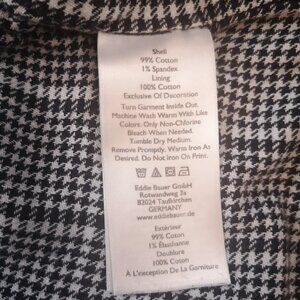 Shell
99% Cotton
1% Spandex
Lining
100% Cotton
Exclusive Of Decoration
Turn Garment Inside Out.
Machine Wash Warm With Like
Colors. Only Non-Chlorine
Bleach When Needed.
Tumble Dry Medium.
Remove Promptly. Warm Iron As
Desired. Do Not Iron On Print.
Eddie Bauer GmbH
Rotwandweg 2a
82024 Taufkirchen
GERMANY
www.eddiebauer.de
Extérieur
99% Coton
1% Élasthanne
Doublure
100% Coton
À L'exception De La Garniture